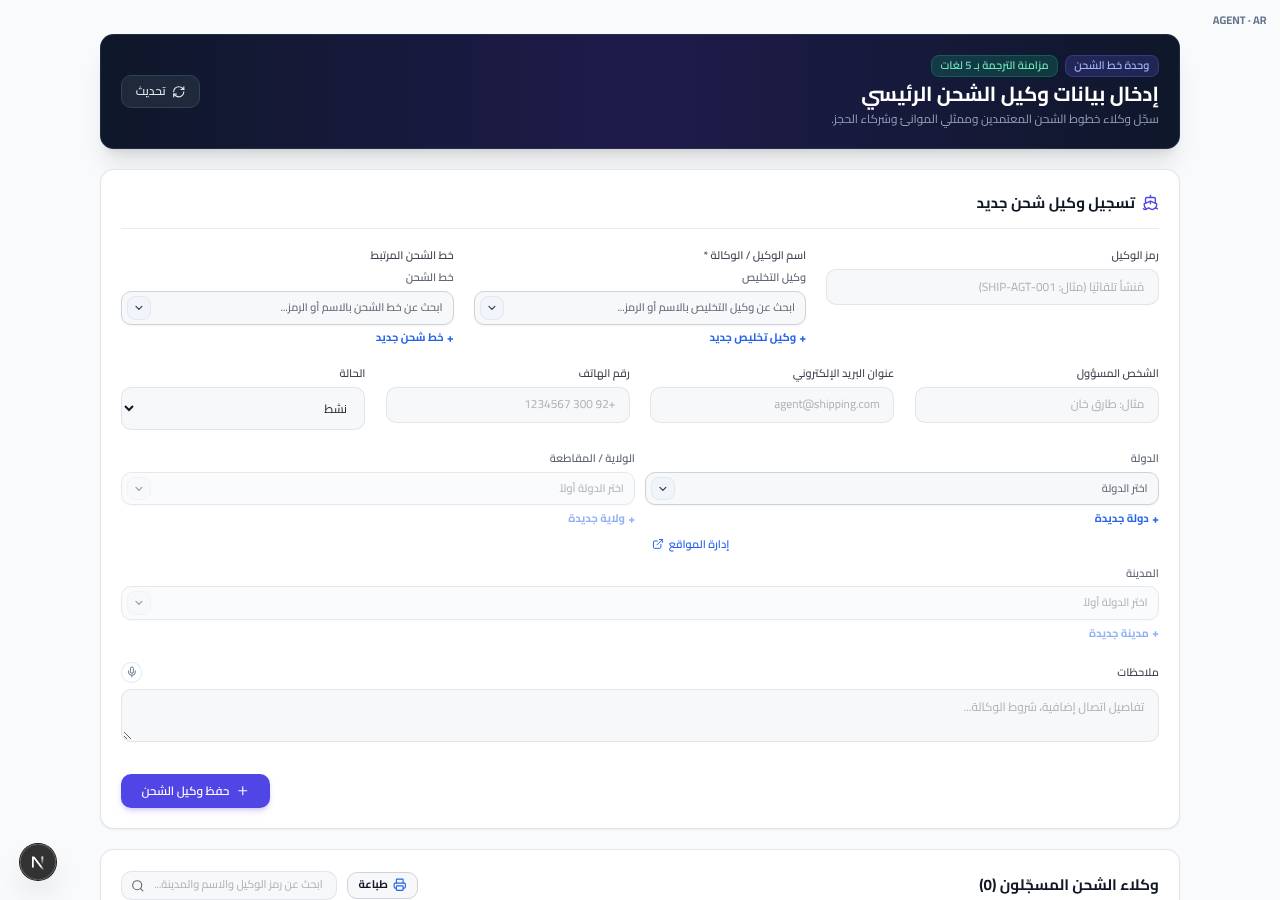 AGENT · AR
وحدة خط الشحن
مزامنة الترجمة بـ 5 لغات
إدخال بيانات وكيل الشحن الرئيسي
سجّل وكلاء خطوط الشحن المعتمدين وممثلي الموانئ وشركاء الحجز.
تحديث
تسجيل وكيل شحن جديد
رمز الوكيل
مُنشأ تلقائيًا (مثال: SHIP-AGT-001)
اسم الوكيل / الوكالة *
وكيل التخليص
ابحث عن وكيل التخليص بالاسم أو الرمز...
+ وكيل تخليص جديد
خط الشحن المرتبط
خط الشحن
ابحث عن خط الشحن بالاسم أو الرمز...
+ خط شحن جديد
الشخص المسؤول
مثال: طارق خان
عنوان البريد الإلكتروني
agent@shipping.com
رقم الهاتف
+92 300 1234567
الحالة
نشط
الدولة
اختر الدولة
+ دولة جديدة
الولاية / المقاطعة
اختر الدولة أولاً
+ ولاية جديدة
إدارة المواقع
المدينة
اختر الدولة أولاً
+ مدينة جديدة
ملاحظات
تفاصيل اتصال إضافية، شروط الوكالة...
+ حفظ وكيل الشحن
N
وكلاء الشحن المسجّلون (0)
طباعة
ابحث عن رمز الوكيل والاسم والمدينة...